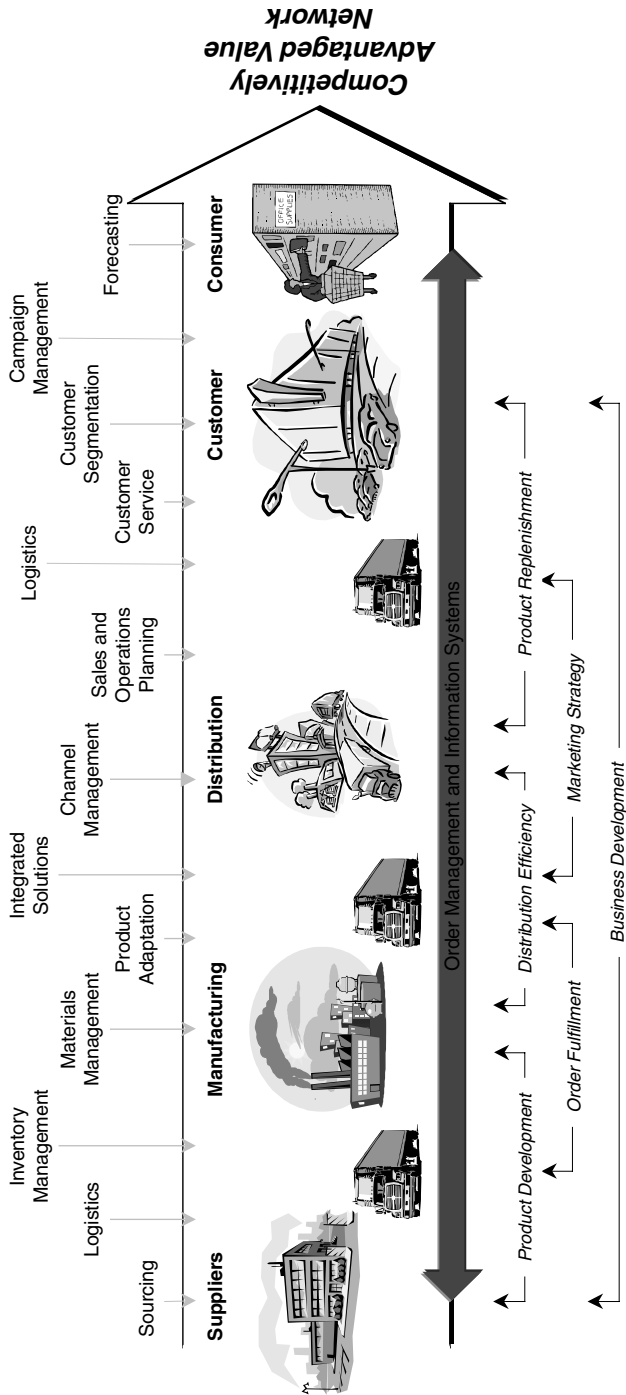 Sourcing
Logistics
Inventory
Management
Materials
Management
Product
Adaptation
Integrated
Solutions
Channel
Management
Sales and
Operations
Planning
Logistics
Customer
Service
Customer
Segmentation
Campaign
Management
Forecasting
Suppliers
Manufacturing
Distribution
Customer
Consumer
OFFICE
SUPPLIES
Competitively
Advantaged Value
Network
Order Management and Information Systems
Product Development
Distribution Efficiency
Product Replenishment
Order Fulfillment
Marketing Strategy
Business Development